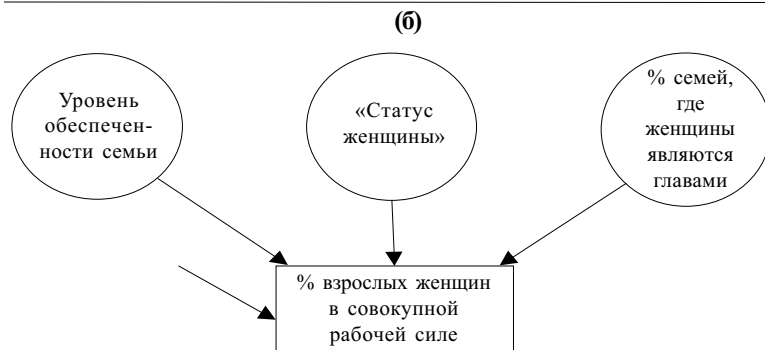 (б)
Уровень
обеспечен-
ности семьи
«Статус
женщины»
% семей,
где
женщины
являются
главами
% взрослых женщин
в совокупной
рабочей силе